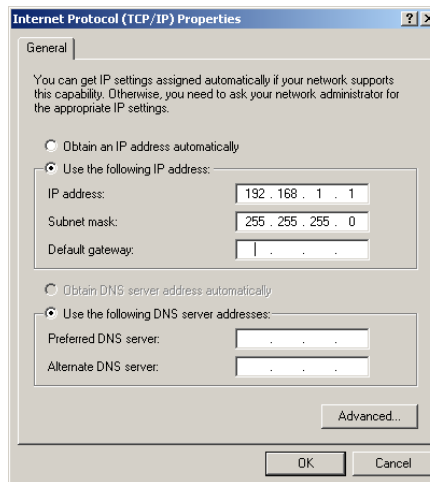 Internet Protocol (TCP/IP) Properties
General
You can get IP settings assigned automatically if your network supports
this capability. Otherwise, you need to ask your network administrator for
the appropriate IP settings.
Obtain an IP address automatically
Use the following IP address:
IP address: 192 . 168 . 1 . 1
Subnet mask: 255 . 255 . 255 . 0
Default gateway: . . .
Obtain DNS server address automatically
Use the following DNS server addresses:
Preferred DNS server: . . .
Alternate DNS server: . . .
Advanced...
OK Cancel